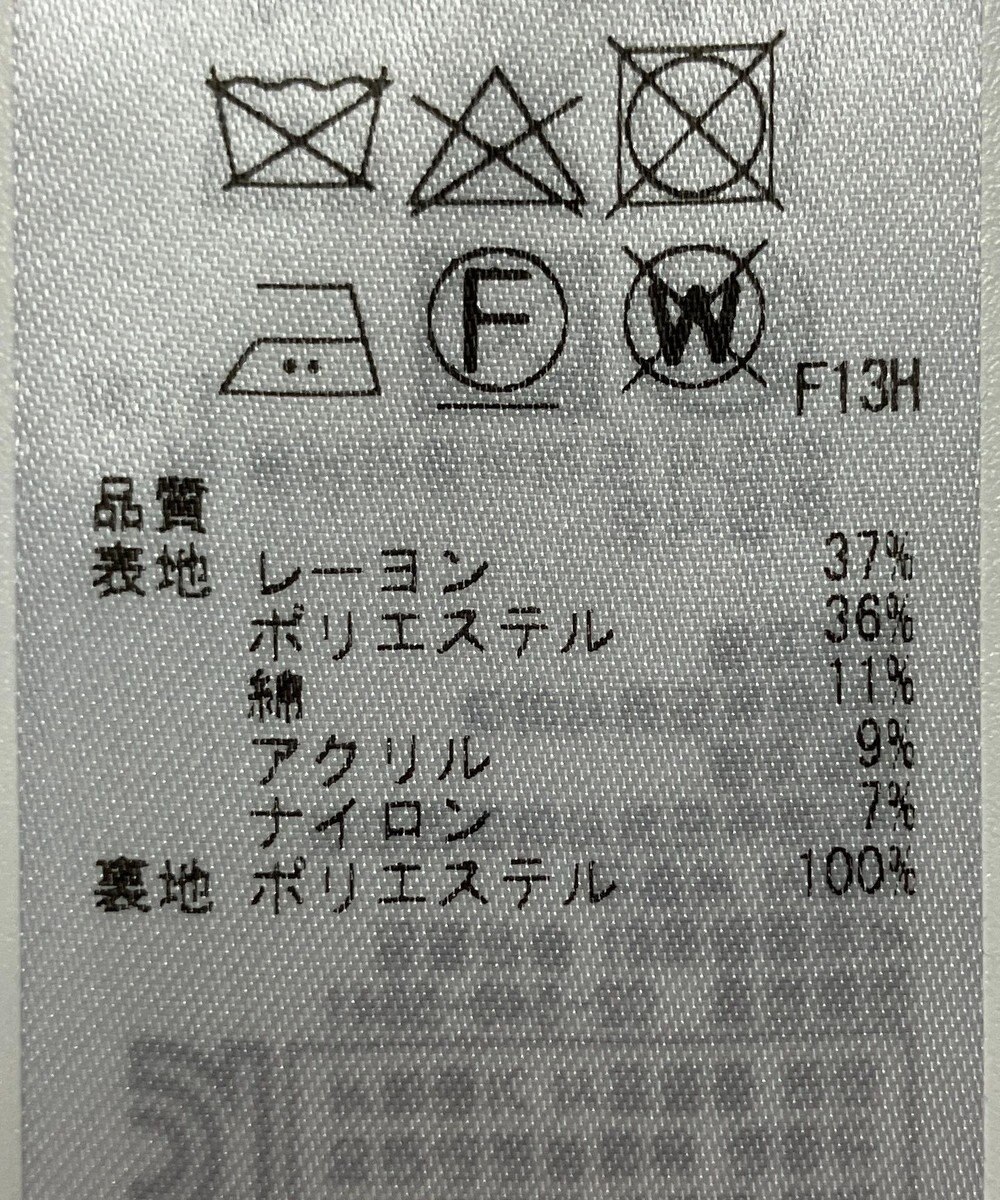 F
W
F13H
品質
表地 レーヨン 37%
ポリエステル 36%
綿 11%
アクリル 9%
ナイロン 7%
裏地 ポリエステル 100%